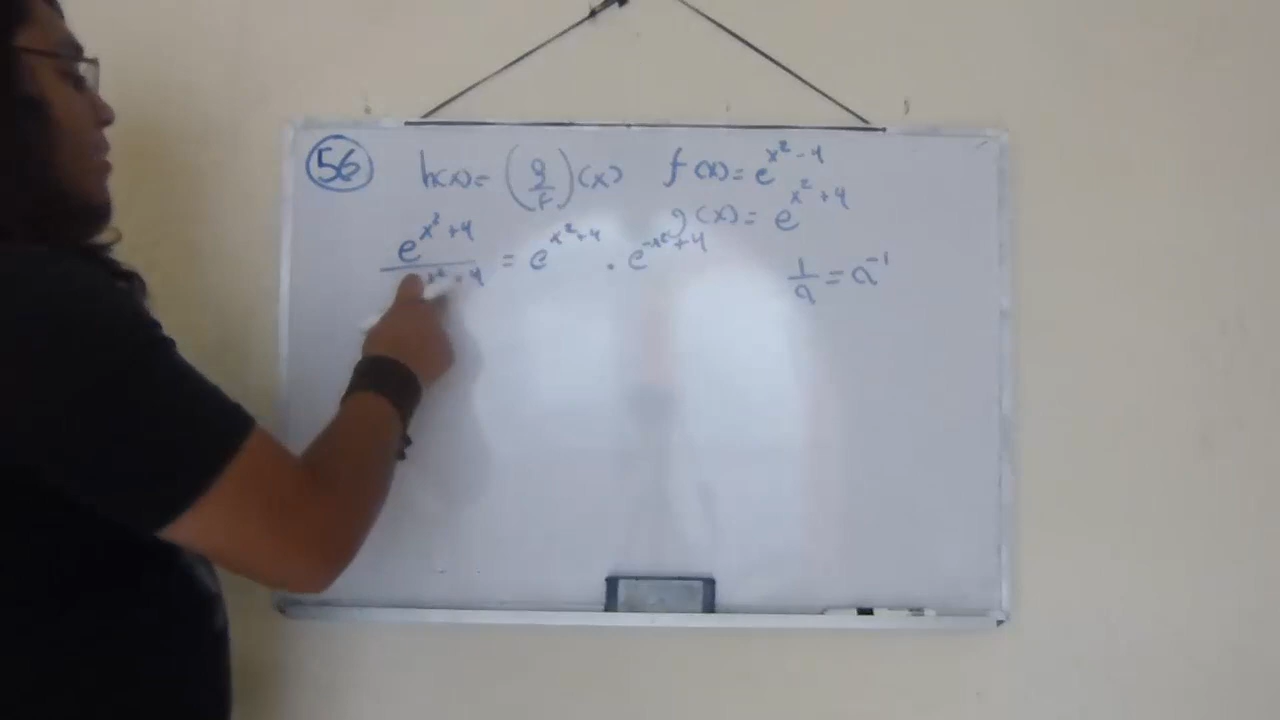 56 h(x) = (g/f)(x) f(x) = e^{x²-4}
g(x) = e^{x²+4}
e^{x²+4}/e^{x²-4} = e^{x²+4} · e^{-x²+4} 1/a = a^{-1}